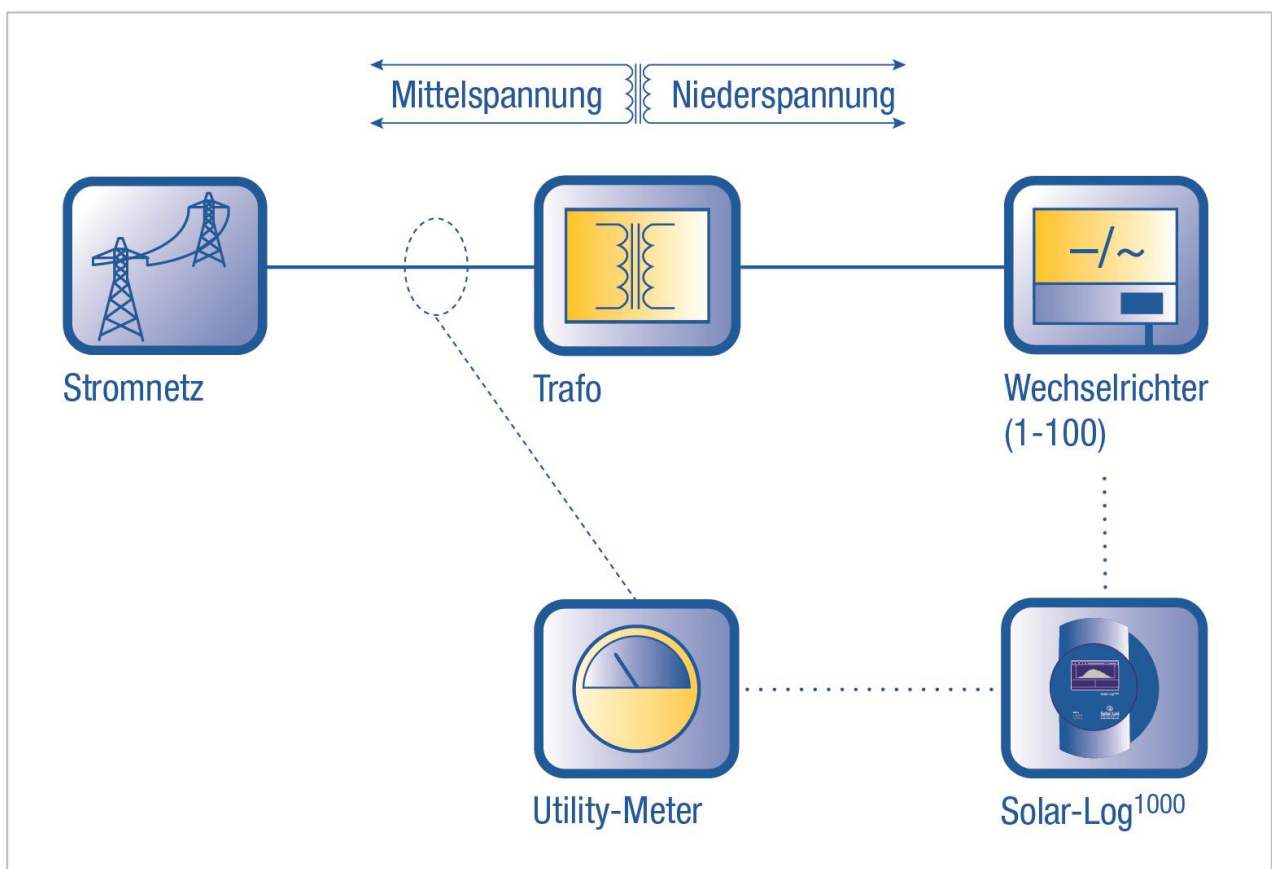 Mittelspannung Niederspannung
Stromnetz
Trafo
Wechselrichter
(1-100)
–/~
Utility-Meter
Solar-Log1000